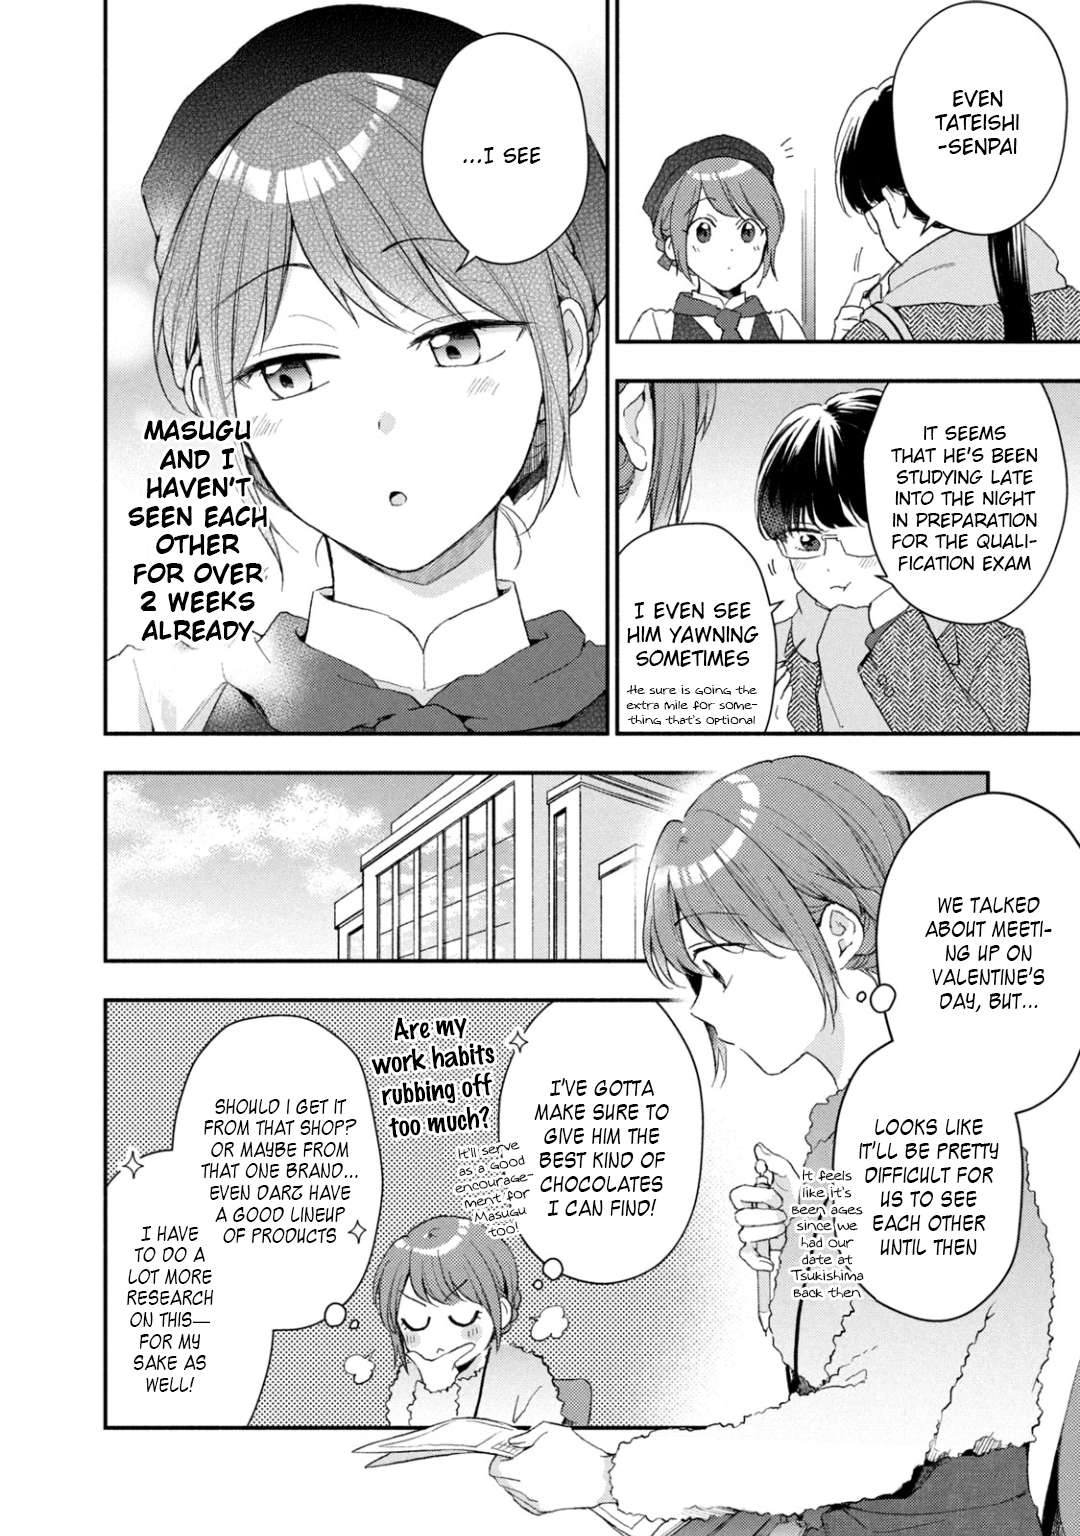 EVEN
TATEISHI
-SENPAI
...I SEE
MASUGU
AND I
HAVEN'T
SEEN EACH
OTHER
FOR OVER
2 WEEKS
ALREADY
IT SEEMS
THAT HE'S BEEN
STUDYING LATE
INTO THE NIGHT
IN PREPARATION
FOR THE QUALI-
FICATION EXAM
I EVEN SEE
HIM YAWNING
SOMETIMES
He sure is going the
extra mile for some-
-thing that's optional
WE TALKED
ABOUT MEETI-
NG UP ON
VALENTINE'S
DAY, BUT...
LOOKS LIKE
IT'LL BE PRETTY
DIFFICULT FOR
US TO SEE
EACH OTHER
UNTIL THEN
It feels
like it's
been ages
since we
had our
date at
Tsukishima
back then
I'VE GOTTA
MAKE SURE TO
GIVE HIM THE
BEST KIND OF
CHOCOLATES
I CAN FIND!
It'll serve
as a good
encourage-
ment for
Masugu
too!
Are my
work habits
rubbing off
too much?
SHOULD I GET IT
FROM THAT SHOP?
OR MAYBE FROM
THAT ONE BRAND...
EVEN DARZ HAVE
A GOOD LINEUP
OF PRODUCTS
I HAVE
TO DO A
LOT MORE
RESEARCH
ON THIS—
FOR MY
SAKE AS
WELL!